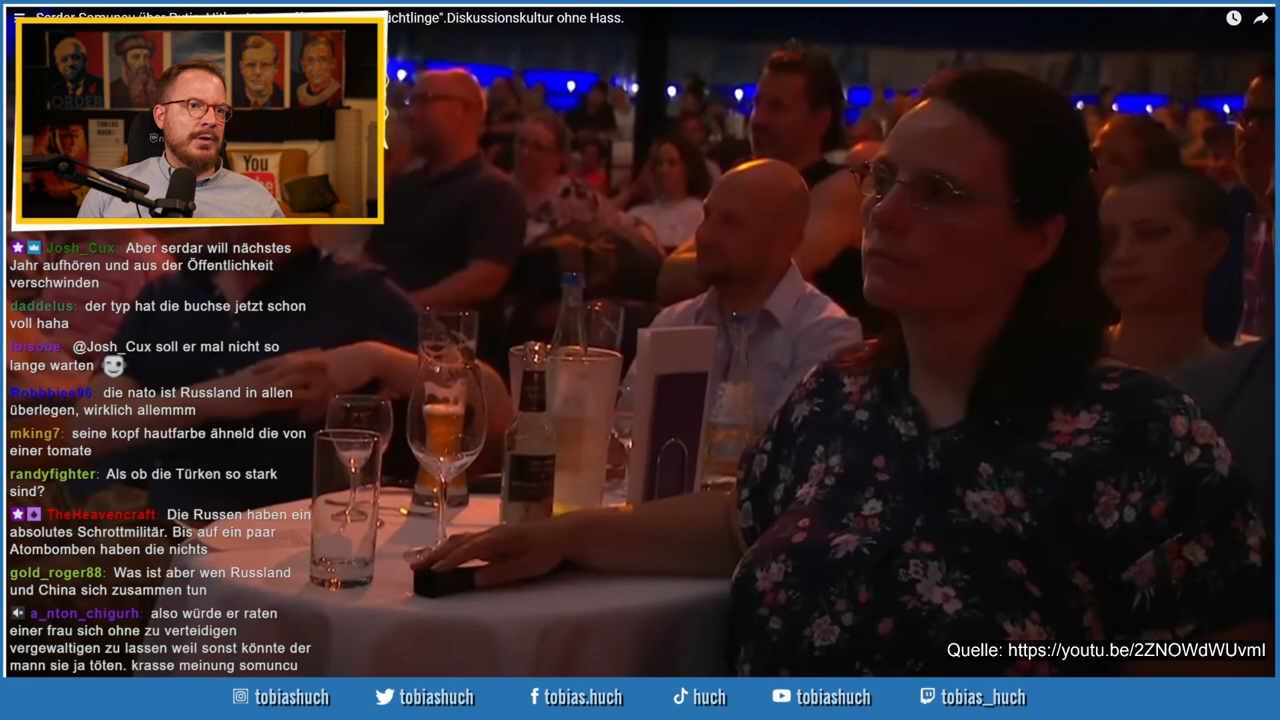 Serdar Somuncu über Putin, Hitler
üchtlinge".Diskussionskultur ohne Hass.
ORDER
You
Josh_Cux: Aber serdar will nächstes
Jahr aufhören und aus der Öffentlichkeit
verschwinden
daddelus: der typ hat die buchse jetzt schon
voll haha
ibisobe: @Josh_Cux soll er mal nicht so
lange warten
Robbbiee96: die nato ist Russland in allen
überlegen, wirklich allemmm
mking7: seine kopf hautfarbe ähneld die von
einer tomate
randyfighter: Als ob die Türken so stark
sind?
TheHeavencraft: Die Russen haben ein
absolutes Schrottmilitär. Bis auf ein paar
Atombomben haben die nichts
gold_roger88: Was ist aber wen Russland
und China sich zusammen tun
a_nton_chigurh: also würde er raten
einer frau sich ohne zu verteidigen
vergewaltigen zu lassen weil sonst könnte der
mann sie ja töten. krasse meinung somuncu
Quelle: https://youtu.be/2ZNOWdWUvmI
tobiashuch
tobiashuch
tobias.huch
huch
tobiashuch
tobias_huch